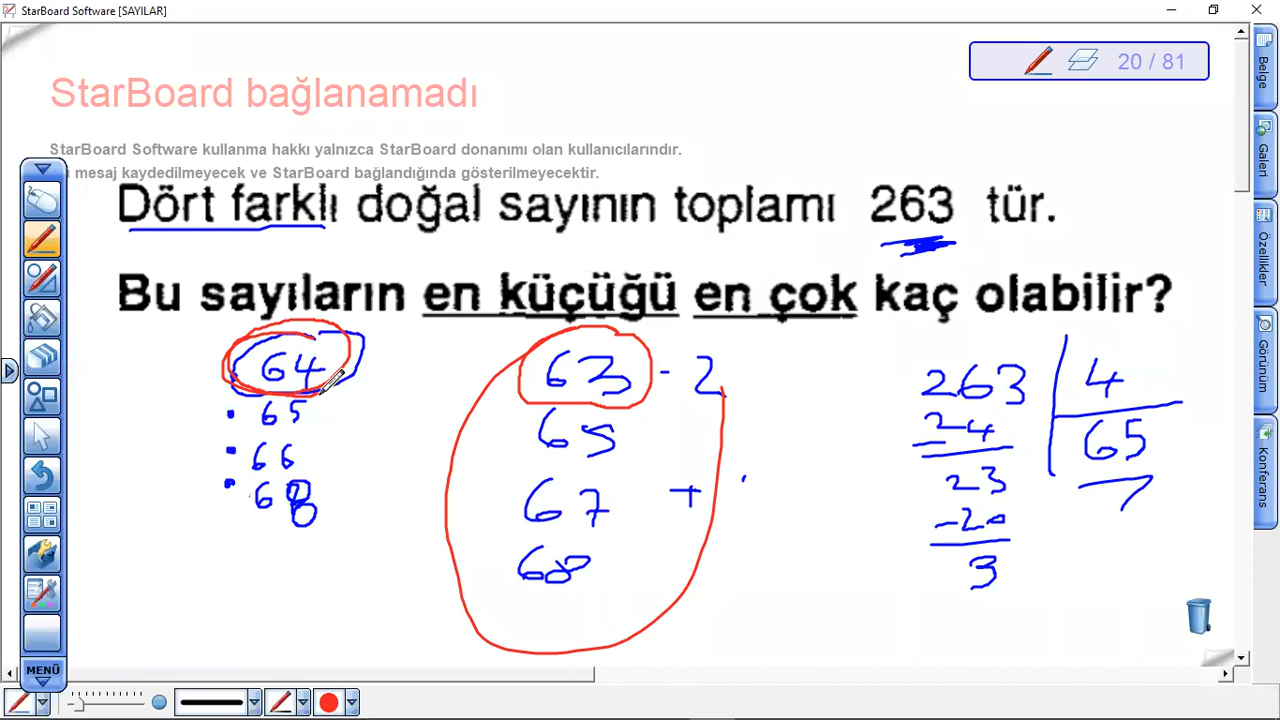 StarBoard Software [SAYILAR]
20 / 81
StarBoard bağlanamadı
StarBoard Software kullanma hakkı yalnızca StarBoard donanımı olan kullanıcılarındır.
mesaj kaydedilmeyecek ve StarBoard bağlandığında gösterilmeyecektir.
Dört farklı doğal sayının toplamı 263 tür.
Bu sayıların en küçüğü en çok kaç olabilir?
64
65
66
68
63 - 2
65
67 +
68
263 4
- 24 65
23
- 20
3
MENÜ
Belge
Galeri
Özellikler
Görünüm
Konferans